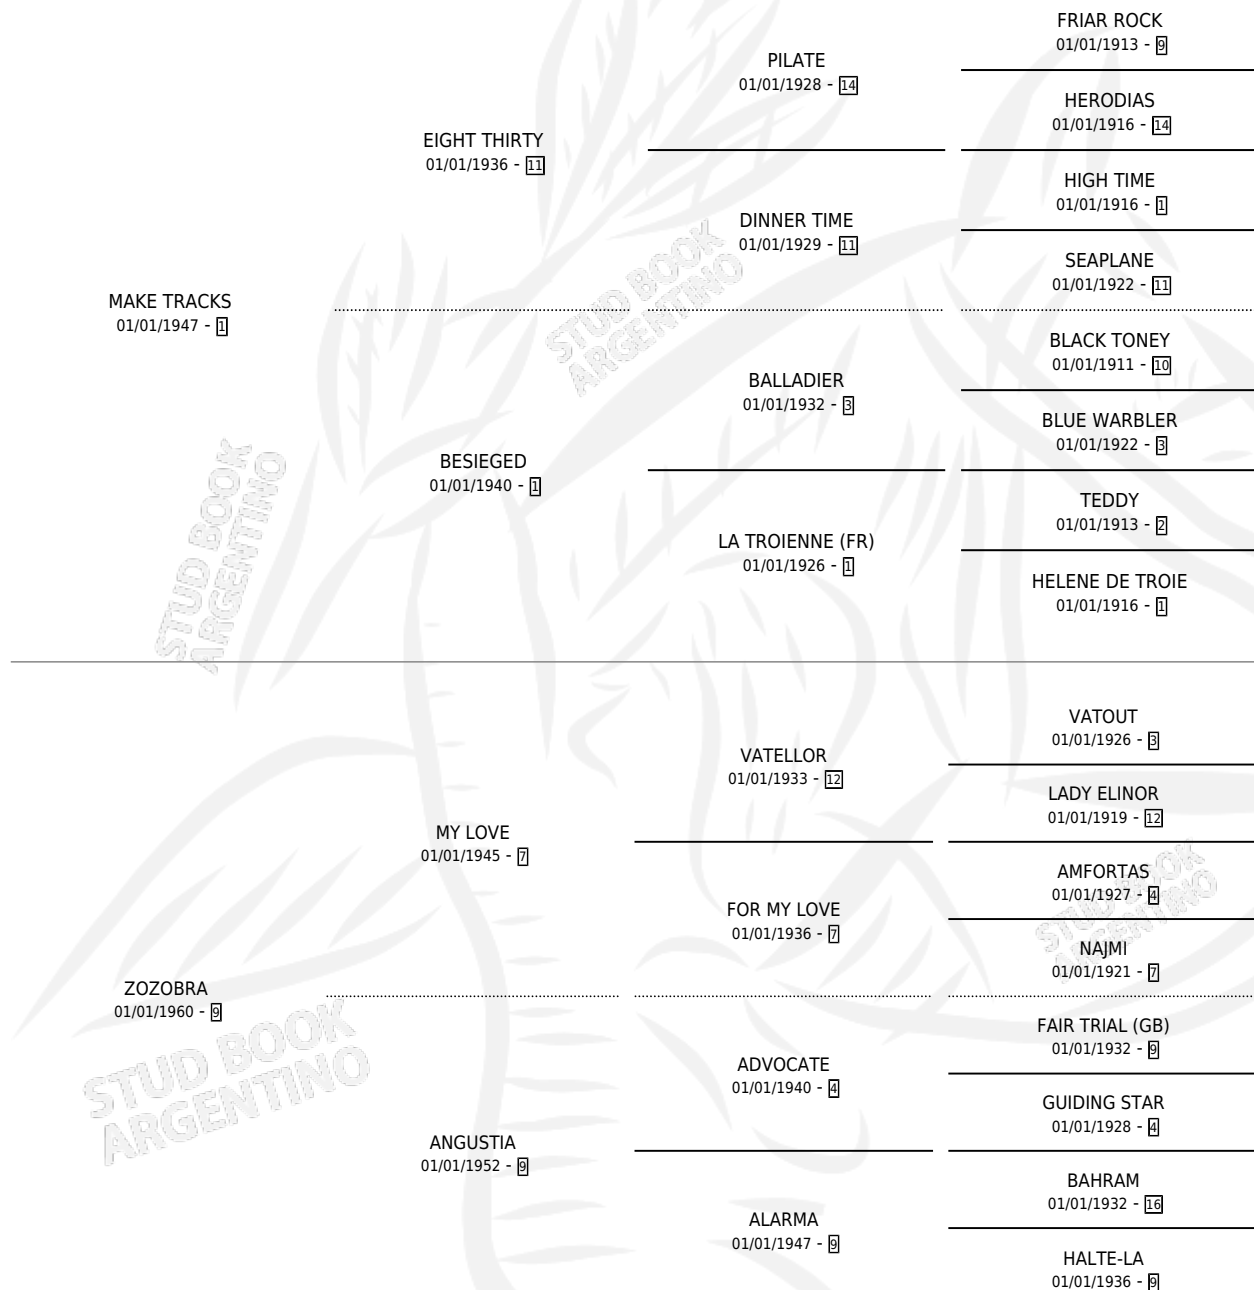 FRIAR ROCK
01/01/1913 - 9
PILATE
01/01/1928 - 14
HERODIAS
01/01/1916 - 14
EIGHT THIRTY
01/01/1936 - 11
HIGH TIME
01/01/1916 - 1
DINNER TIME
01/01/1929 - 11
SEAPLANE
01/01/1922 - 11
MAKE TRACKS
01/01/1947 - 1
BLACK TONEY
01/01/1911 - 10
BALLADIER
01/01/1932 - 3
BLUE WARBLER
01/01/1922 - 3
BESIEGED
01/01/1940 - 1
TEDDY
01/01/1913 - 2
LA TROIENNE (FR)
01/01/1926 - 1
HELENE DE TROIE
01/01/1916 - 1
VATOUT
01/01/1926 - 3
VATELLOR
01/01/1933 - 12
LADY ELINOR
01/01/1919 - 12
MY LOVE
01/01/1945 - 7
AMFORTAS
01/01/1927 - 4
FOR MY LOVE
01/01/1936 - 7
NAJMI
01/01/1921 - 7
ZOZOBRA
01/01/1960 - 9
FAIR TRIAL (GB)
01/01/1932 - 9
ADVOCATE
01/01/1940 - 4
GUIDING STAR
01/01/1928 - 4
ANGUSTIA
01/01/1952 - 9
BAHRAM
01/01/1932 - 16
ALARMA
01/01/1947 - 9
HALTE-LA
01/01/1936 - 9
STUD BOOK
ARGENTINO
STUD BOOK
ARGENTINO
STUD BOOK
ARGENTINO
STUD BOOK
ARGENTINO